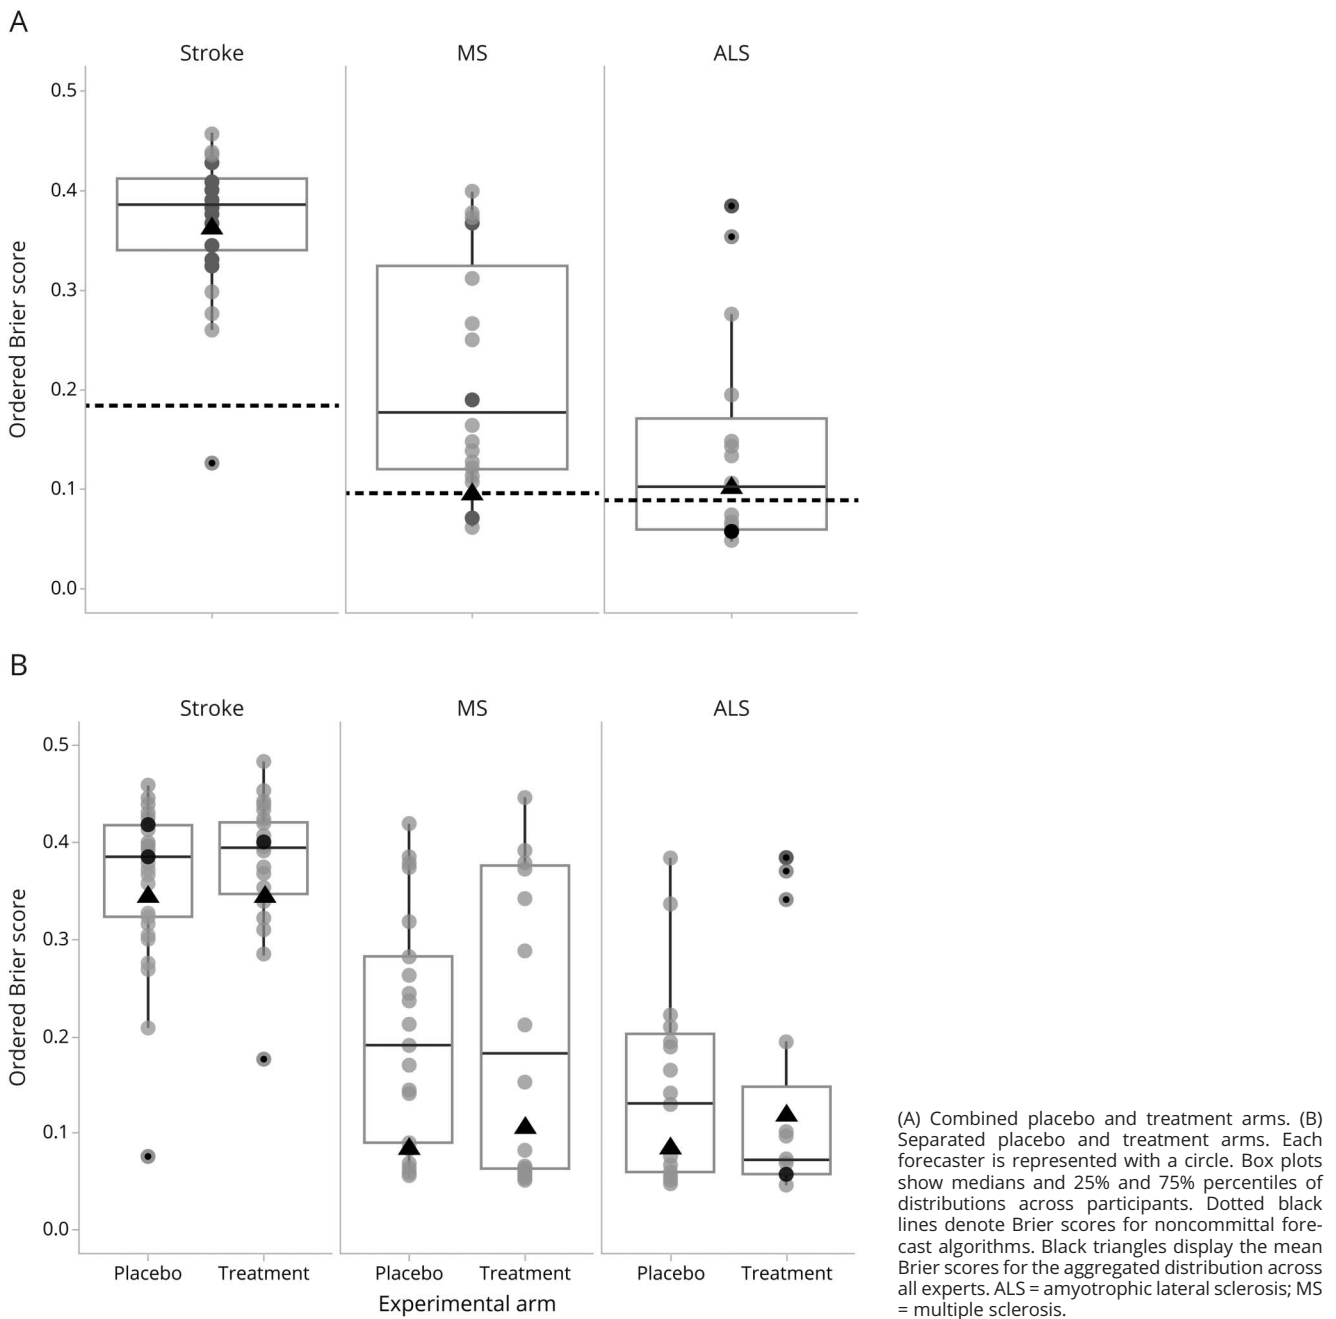 A
Stroke MS ALS
Ordered Brier score
0.5
0.4
0.3
0.2
0.1
0.0
B
Stroke MS ALS
Ordered Brier score
0.5
0.4
0.3
0.2
0.1
0.0
Placebo Treatment Placebo Treatment Placebo Treatment
Experimental arm
(A) Combined placebo and treatment arms. (B)
Separated placebo and treatment arms. Each
forecaster is represented with a circle. Box plots
show medians and 25% and 75% percentiles of
distributions across participants. Dotted black
lines denote Brier scores for noncommittal fore-
cast algorithms. Black triangles display the mean
Brier scores for the aggregated distribution across
all experts. ALS = amyotrophic lateral sclerosis; MS
= multiple sclerosis.